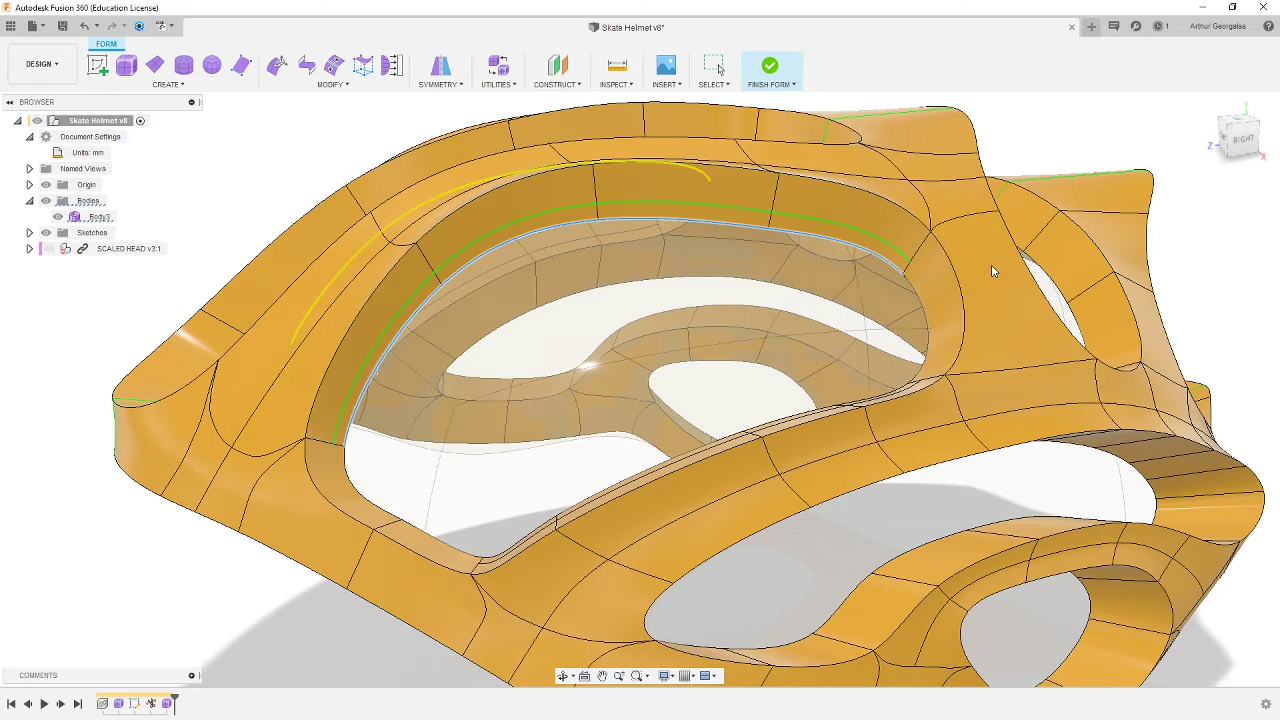 Autodesk Fusion 360 (Education License)
Skate Helmet v8*
1
Arthur Georgalas
FORM
DESIGN
CREATE
MODIFY
SYMMETRY
UTILITIES
CONSTRUCT
INSPECT
INSERT
SELECT
FINISH FORM
BROWSER
Skate Helmet v8
Document Settings
Units: mm
Named Views
Origin
Bodies
Body3
Sketches
SCALED HEAD v3:1
Y
Z
RIGHT
X
COMMENTS